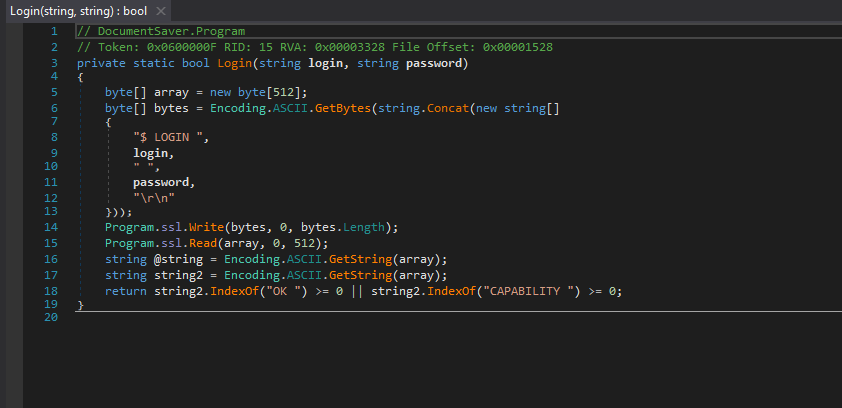 Login(string, string) : bool ×
1 // DocumentSaver.Program
2 // Token: 0x0600000F RID: 15 RVA: 0x00003328 File Offset: 0x00001528
3 private static bool Login(string login, string password)
4 {
5 byte[] array = new byte[512];
6 byte[] bytes = Encoding.ASCII.GetBytes(string.Concat(new string[]
7 {
8 "$ LOGIN ",
9 login,
10 " ",
11 password,
12 "\r\n"
13 }));
14 Program.ssl.Write(bytes, 0, bytes.Length);
15 Program.ssl.Read(array, 0, 512);
16 string @string = Encoding.ASCII.GetString(array);
17 string string2 = Encoding.ASCII.GetString(array);
18 return string2.IndexOf("OK ") >= 0 || string2.IndexOf("CAPABILITY ") >= 0;
19 }
20